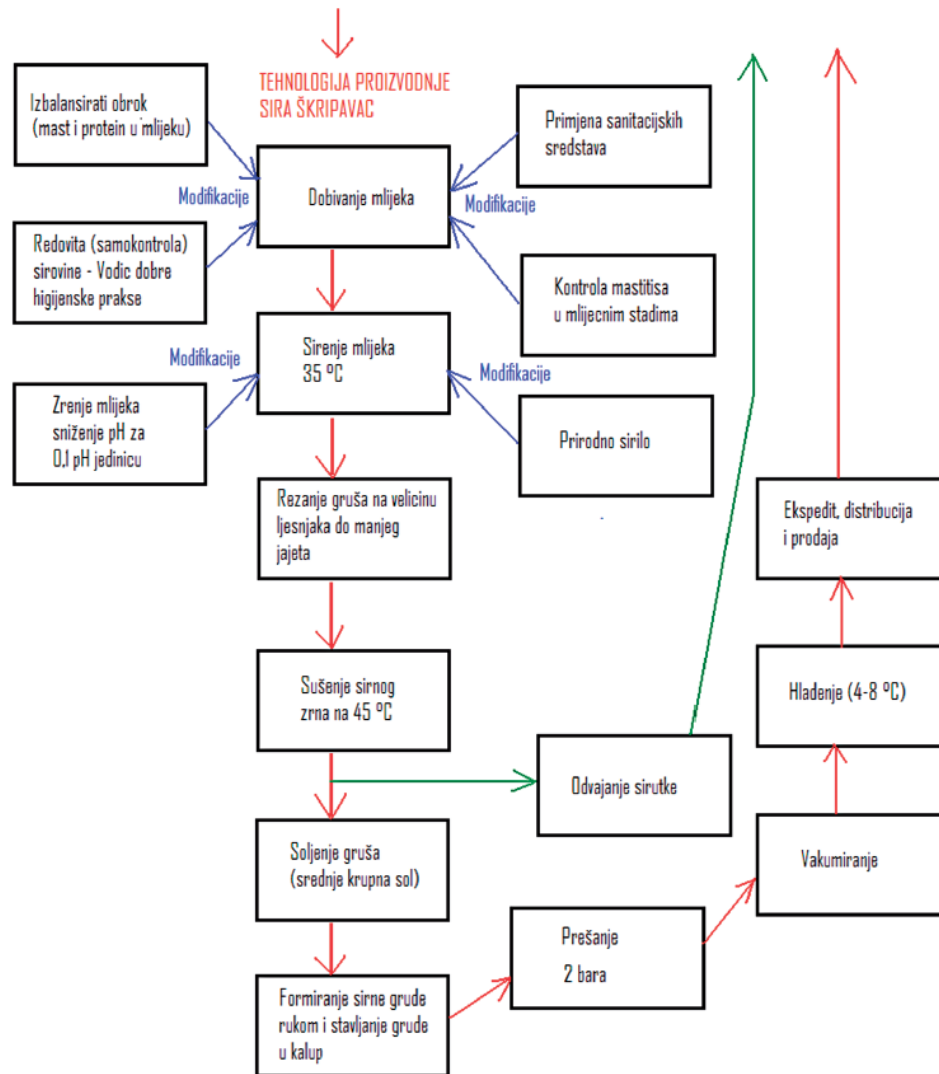 TEHNOLOGIJA PROIZVODNJE
SIRA ŠKRIPAVAC
Izbalansirati obrok
(mast i protein u mlijeku)
Primjena sanitacijskih
sredstava
Modifikacije
Dobivanje mlijeka
Modifikacije
Redovita (samokontrola)
sirovine - Vodic dobre
higijenske prakse
Kontrola mastitisa
u mlijecnim stadima
Modifikacije
Sirenje mlijeka
35 ºC
Modifikacije
Zrenje mlijeka
sniženje pH za
0,1 pH jedinicu
Prirodno sirilo
Rezanje gruša na velicinu
ljesnjaka do manjeg
jajeta
Ekspedit, distribucija
i prodaja
Sušenje sirnog
zrna na 45 ºC
Hlađenje (4-8 ºC)
Odvajanje sirutke
Soljenje gruša
(srednje krupna sol)
Vakumiranje
Prešanje
2 bara
Formiranje sirne grude
rukom i stavljanje grude
u kalup